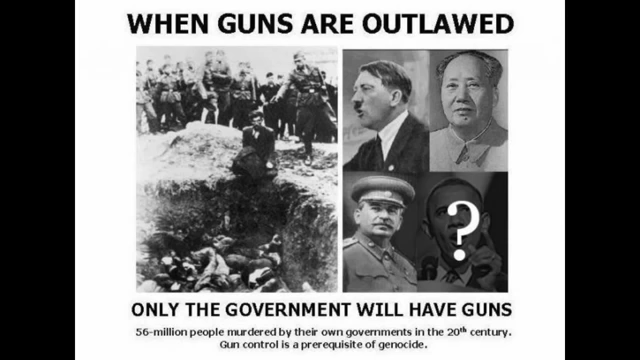 WHEN GUNS ARE OUTLAWED
?
ONLY THE GOVERNMENT WILL HAVE GUNS
56-million people murdered by their own governments in the 20th century.
Gun control is a prerequisite of genocide.